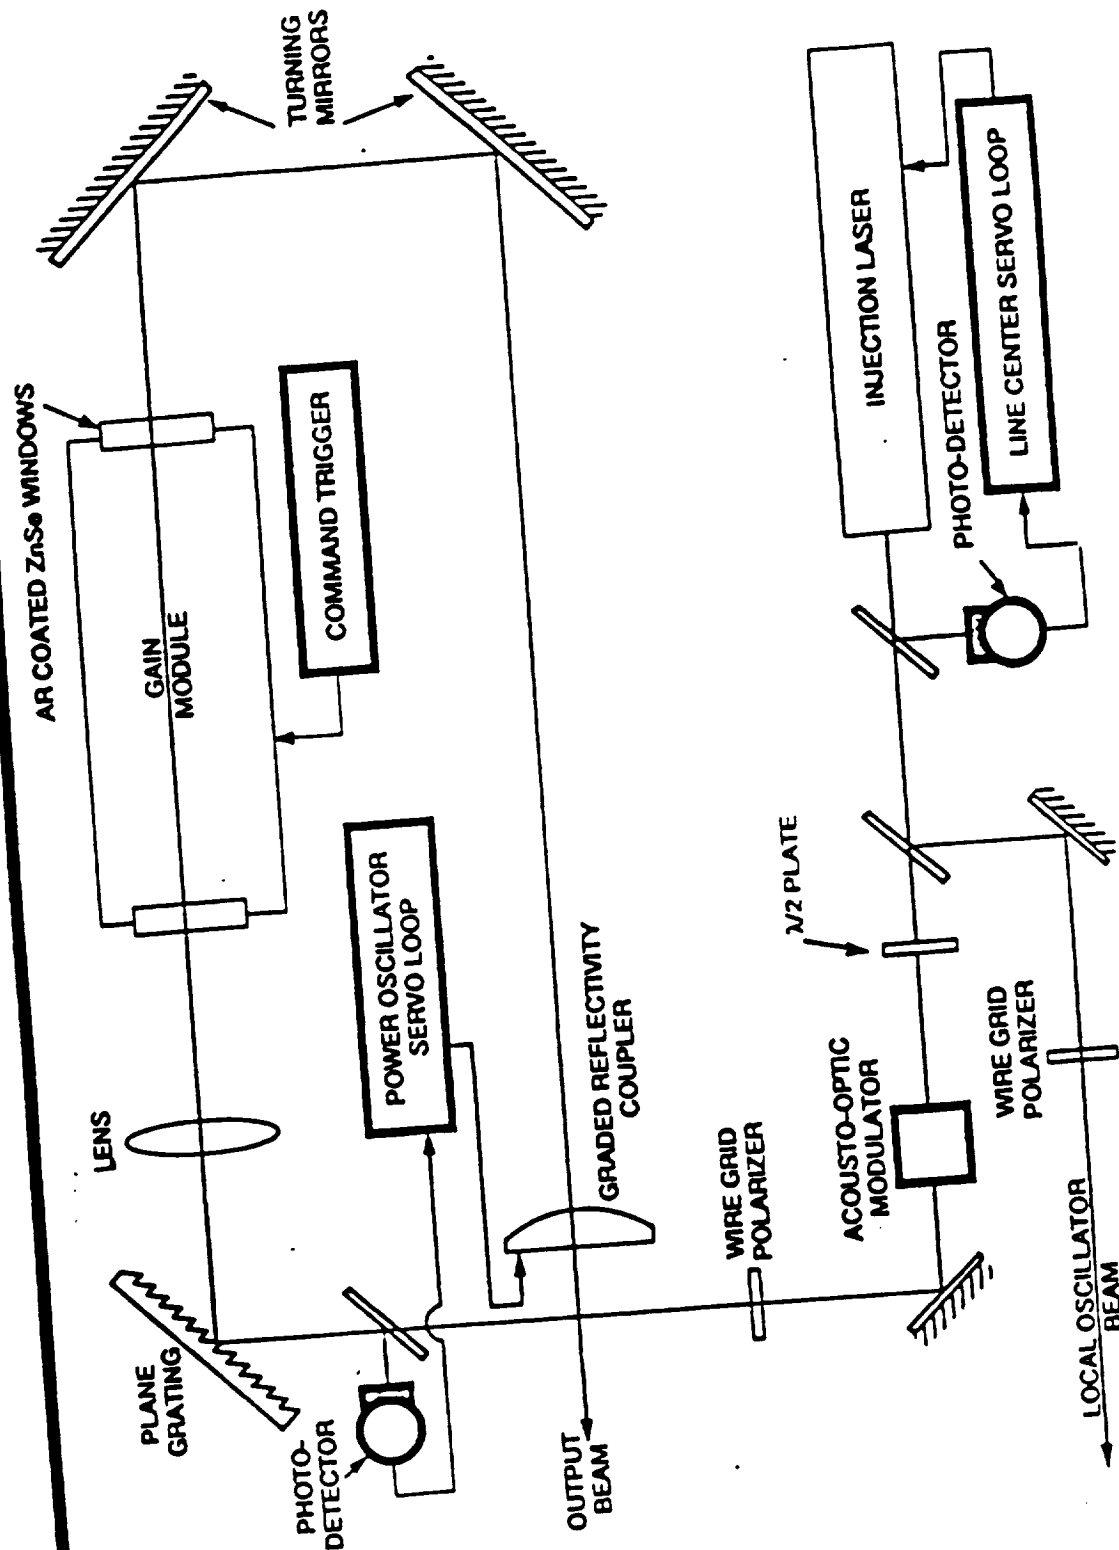 AR COATED ZnSe WINDOWS
TURNING
MIRRORS
GAIN
MODULE
COMMAND TRIGGER
LENS
PLANE
GRATING
POWER OSCILLATOR
SERVO LOOP
PHOTO-
DETECTOR
GRADED REFLECTIVITY
COUPLER
OUTPUT
BEAM
WIRE GRID
POLARIZER
INJECTION LASER
PHOTO-DETECTOR
LINE CENTER SERVO LOOP
λ/2 PLATE
ACOUSTO-OPTIC
MODULATOR
WIRE GRID
POLARIZER
LOCAL OSCILLATOR
BEAM